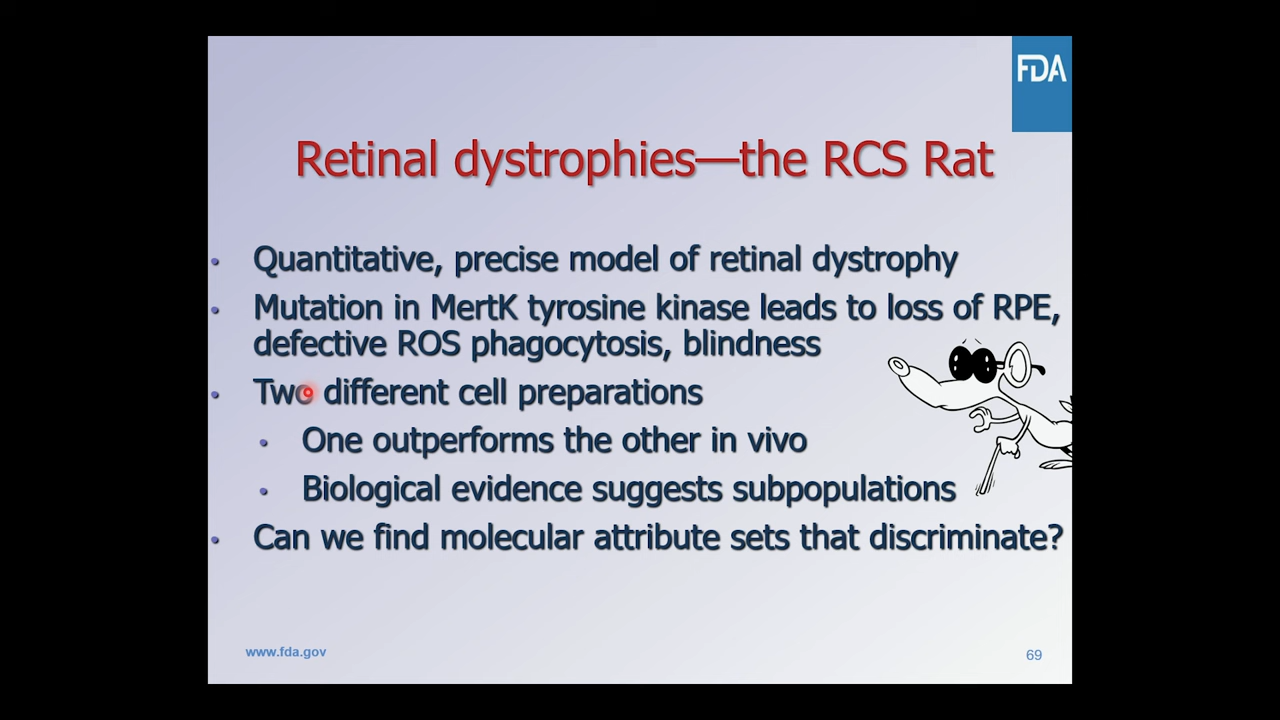 FDA
Retinal dystrophies—the RCS Rat
• Quantitative, precise model of retinal dystrophy
• Mutation in MertK tyrosine kinase leads to loss of RPE,
defective ROS phagocytosis, blindness
• Two different cell preparations
• One outperforms the other in vivo
• Biological evidence suggests subpopulations
• Can we find molecular attribute sets that discriminate?
www.fda.gov
69